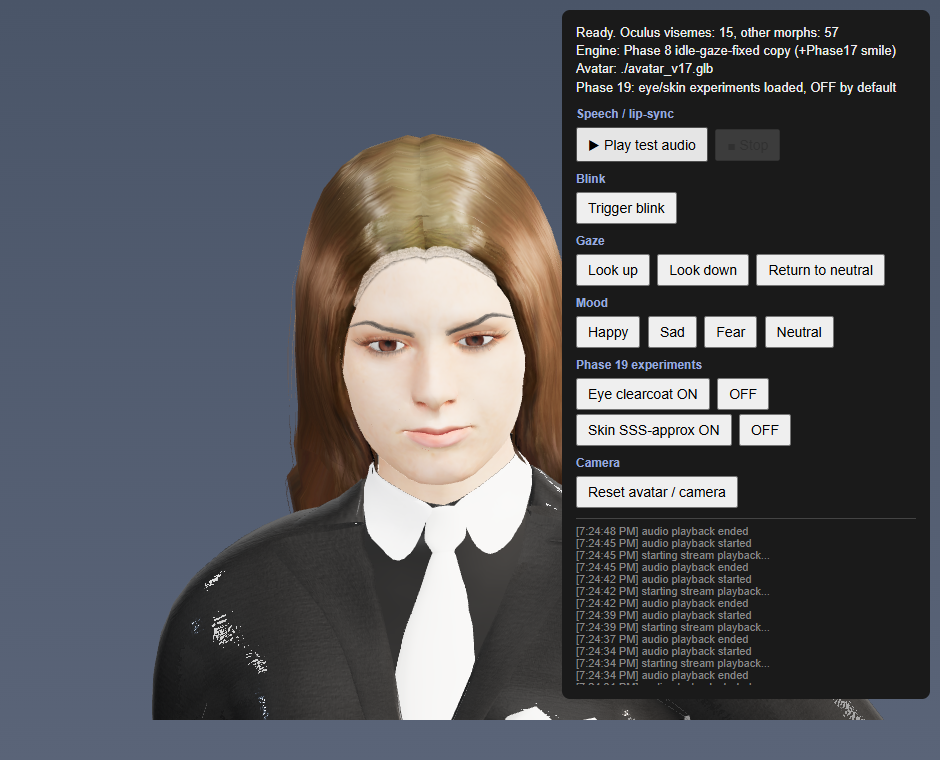 Ready. Oculus visemes: 15, other morphs: 57
Engine: Phase 8 idle-gaze-fixed copy (+Phase17 smile)
Avatar: ./avatar_v17.glb
Phase 19: eye/skin experiments loaded, OFF by default
Speech / lip-sync
▶ Play test audio ■ Stop
Blink
Trigger blink
Gaze
Look up Look down Return to neutral
Mood
Happy Sad Fear Neutral
Phase 19 experiments
Eye clearcoat ON OFF
Skin SSS-approx ON OFF
Camera
Reset avatar / camera
[7:24:48 PM] audio playback ended
[7:24:45 PM] audio playback started
[7:24:45 PM] starting stream playback...
[7:24:45 PM] audio playback ended
[7:24:42 PM] audio playback started
[7:24:42 PM] starting stream playback...
[7:24:42 PM] audio playback ended
[7:24:39 PM] audio playback started
[7:24:39 PM] starting stream playback...
[7:24:37 PM] audio playback ended
[7:24:34 PM] audio playback started
[7:24:34 PM] starting stream playback...
[7:24:34 PM] audio playback ended